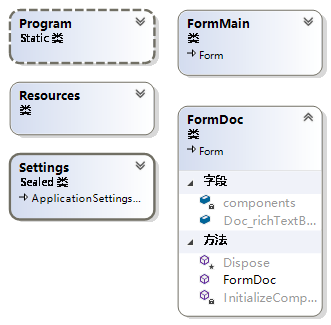 Program
Static 类
Resources
类
Settings
Sealed 类
ApplicationSettings...
FormMain
类
Form
FormDoc
类
Form
字段
components
Doc_richTextB...
方法
Dispose
FormDoc
InitializeComp...